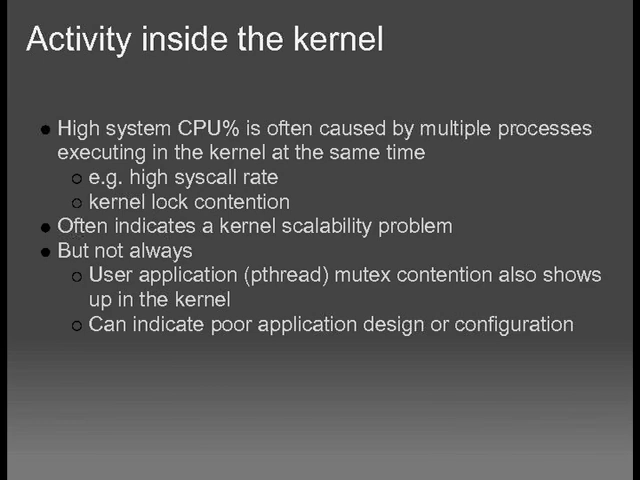 Activity inside the kernel
● High system CPU% is often caused by multiple processes
executing in the kernel at the same time
○ e.g. high syscall rate
○ kernel lock contention
● Often indicates a kernel scalability problem
● But not always
○ User application (pthread) mutex contention also shows
up in the kernel
○ Can indicate poor application design or configuration